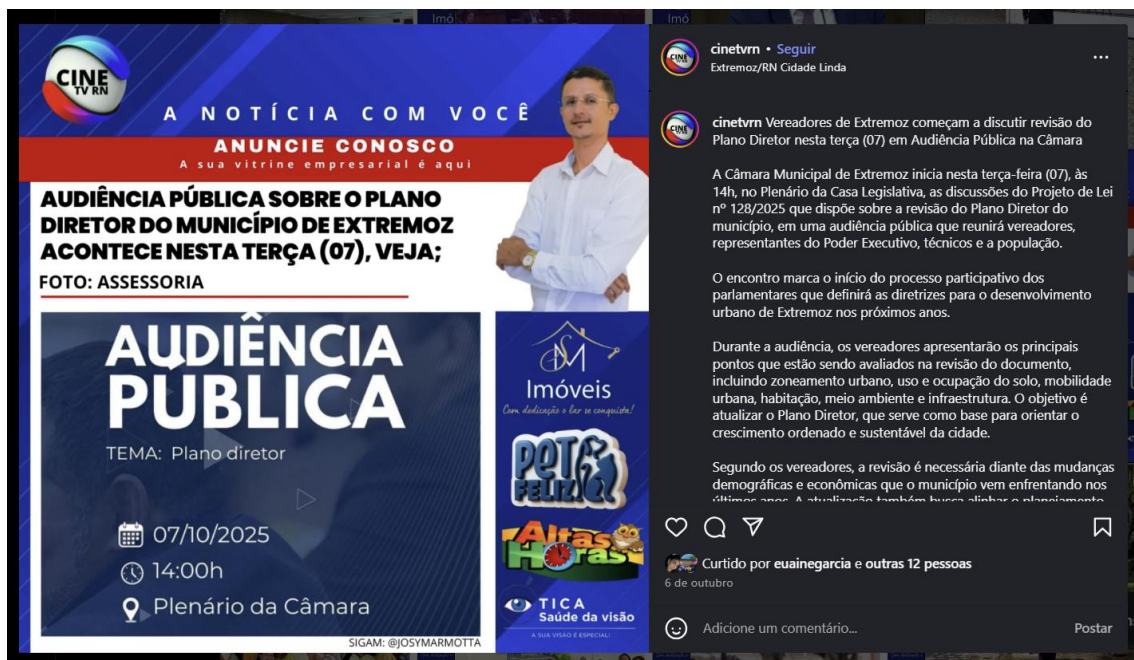 Imó
Imó
CINE
TV RN
A NOTÍCIA COM VOCÊ
ANUNCIE CONOSCO
A sua vitrine empresarial é aqui
AUDIÊNCIA PÚBLICA SOBRE O PLANO
DIRETOR DO MUNICÍPIO DE EXTREMOZ
ACONTECE NESTA TERÇA (07), VEJA;
FOTO: ASSESSORIA
AUDIÊNCIA
PÚBLICA
TEMA: Plano diretor
07/10/2025
14:00h
Plenário da Câmara
SIGAM: @JOSYMARMOTTA
SM
Imóveis
Com dedicação o lar se conquista!
PET
FELIZ
Altas
Horas
TICA
Saúde da visão
A SUA VISÃO É ESPECIAL!
cinetvrn • Seguir
Extremoz/RN Cidade Linda
cinetvrn Vereadores de Extremoz começam a discutir revisão do
Plano Diretor nesta terça (07) em Audiência Pública na Câmara
A Câmara Municipal de Extremoz inicia nesta terça-feira (07), às
14h, no Plenário da Casa Legislativa, as discussões do Projeto de Lei
nº 128/2025 que dispõe sobre a revisão do Plano Diretor do
município, em uma audiência pública que reunirá vereadores,
representantes do Poder Executivo, técnicos e a população.
O encontro marca o início do processo participativo dos
parlamentares que definirá as diretrizes para o desenvolvimento
urbano de Extremoz nos próximos anos.
Durante a audiência, os vereadores apresentarão os principais
pontos que estão sendo avaliados na revisão do documento,
incluindo zoneamento urbano, uso e ocupação do solo, mobilidade
urbana, habitação, meio ambiente e infraestrutura. O objetivo é
atualizar o Plano Diretor, que serve como base para orientar o
crescimento ordenado e sustentável da cidade.
Segundo os vereadores, a revisão é necessária diante das mudanças
demográficas e econômicas que o município vem enfrentando nos
últimos anos. A atualização também busca alinhar o planejamento
Curtido por euainegarcia e outras 12 pessoas
6 de outubro
Adicione um comentário...
Postar